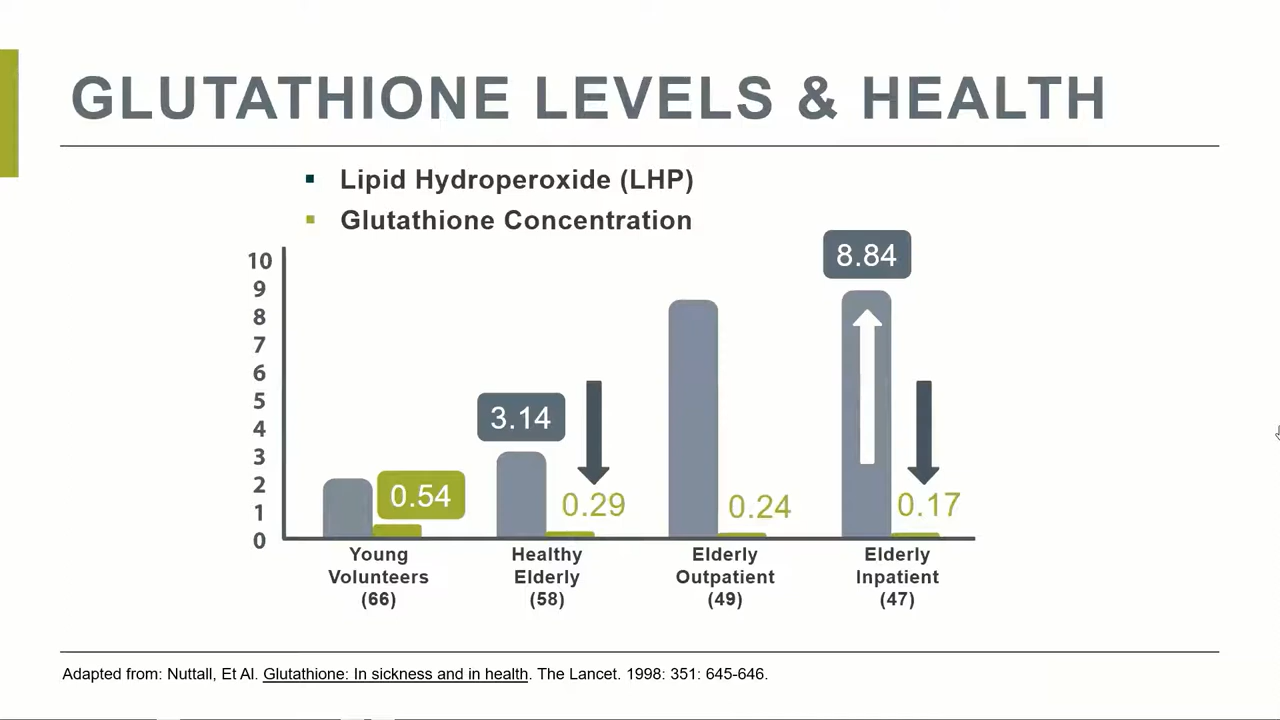 GLUTATHIONE LEVELS & HEALTH
Lipid Hydroperoxide (LHP)
Glutathione Concentration
10
9
8
7
6
5
4
3
2
1
0
0.54
3.14
0.29
0.24
8.84
0.17
Young
Volunteers
(66)
Healthy
Elderly
(58)
Elderly
Outpatient
(49)
Elderly
Inpatient
(47)
Adapted from: Nuttall, Et Al. Glutathione: In sickness and in health. The Lancet. 1998: 351: 645-646.